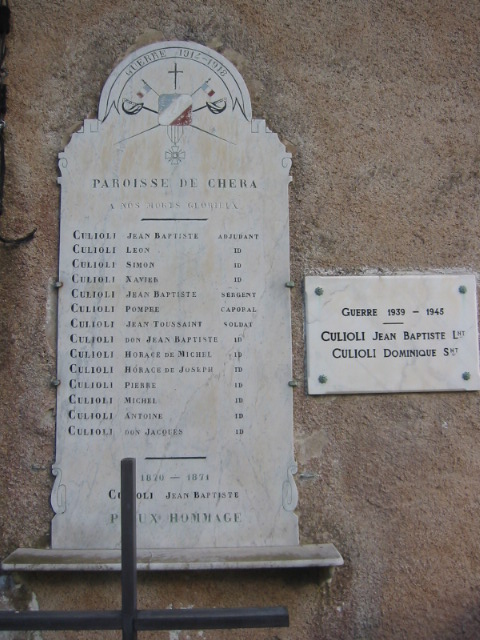 GUERRE 1914-1918
PAROISSE DE CHERA
A NOS MORTS GLORIEUX
CULIOLI JEAN BAPTISTE ADJUDANT
CULIOLI LEON ID
CULIOLI SIMON ID
CULIOLI XAVIER ID
CULIOLI JEAN BAPTISTE SERGENT
CULIOLI POMPEE CAPORAL
CULIOLI JEAN TOUSSAINT SOLDAT
CULIOLI DON JEAN BAPTISTE ID
CULIOLI HORACE DE MICHEL ID
CULIOLI HORACE DE JOSEPH ID
CULIOLI PIERRE ID
CULIOLI MICHEL ID
CULIOLI ANTOINE ID
CULIOLI DON JACQUES ID
1870 — 1871
CULIOLI JEAN BAPTISTE
PIEUX HOMMAGE
GUERRE 1939 - 1945
CULIOLI JEAN BAPTISTE LNT
CULIOLI DOMINIQUE SNT